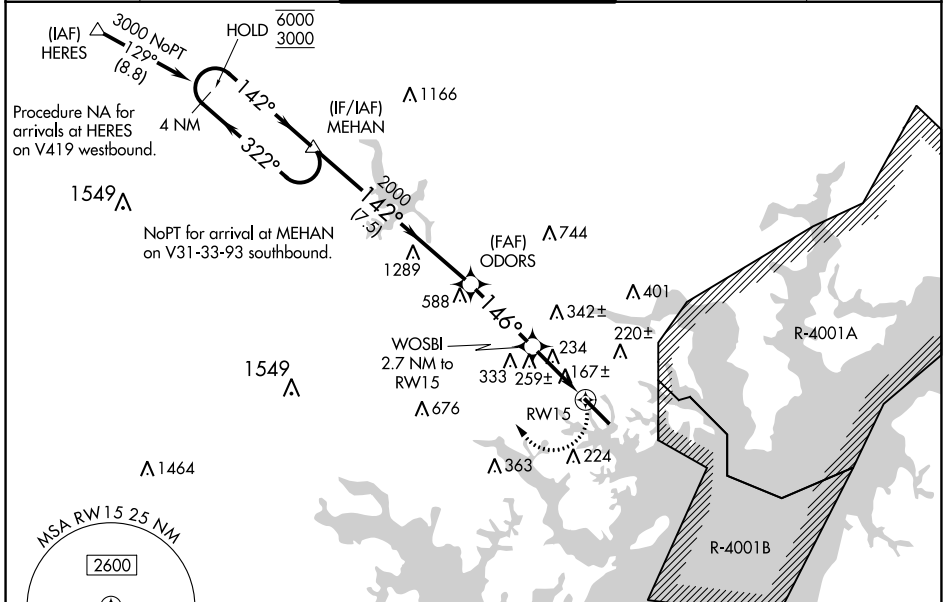 (IAF)
HERES
3000 NoPT
129°
(8.8)
HOLD
6000
3000
142°
322°
4 NM
(IF/IAF)
MEHAN
1166
Procedure NA for
arrivals at HERES
on V419 westbound.
1549
NoPT for arrival at MEHAN
on V31-33-93 southbound.
2000
142°
(7.5)
1289
(FAF)
ODORS
744
588
146°
342±
401
220±
R-4001A
WOSBI
2.7 NM to
RW15
234
333
259±
167±
1549
676
RW15
224
363
1464
R-4001B
MSA RW15 25 NM
2600